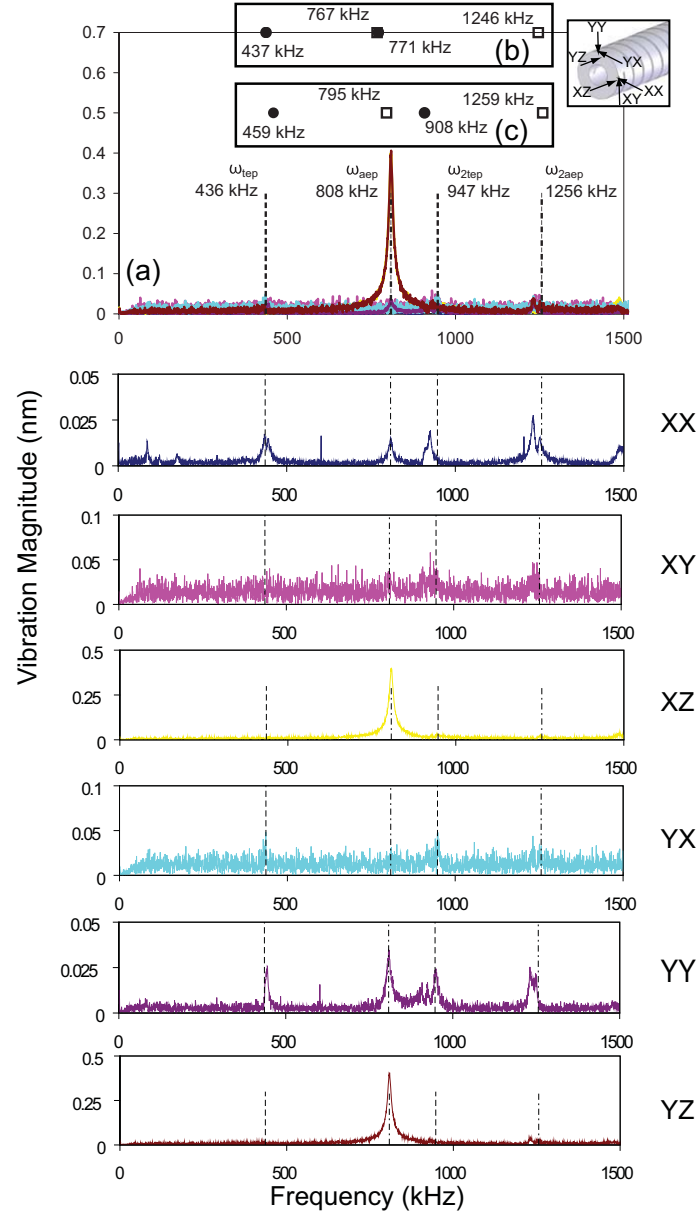 767 kHz
1246 kHz
437 kHz
771 kHz
(b)
YY
YZ
YX
XZ
XX
XY
795 kHz
1259 kHz
459 kHz
908 kHz
(c)
ω_tep
436 kHz
ω_aep
808 kHz
ω_2tep
947 kHz
ω_2aep
1256 kHz
(a)
0.7
0.6
0.5
0.4
0.3
0.2
0.1
0
0 500 1000 1500
Vibration Magnitude (nm)
0.05
0.025
0
0 500 1000 1500
XX
0.1
0.05
0
0 500 1000 1500
XY
0.5
0.25
0
0 500 1000 1500
XZ
0.1
0.05
0
0 500 1000 1500
YX
0.05
0.025
0
0 500 1000 1500
YY
0.5
0.25
0
0 500 1000 1500
YZ
Frequency (kHz)